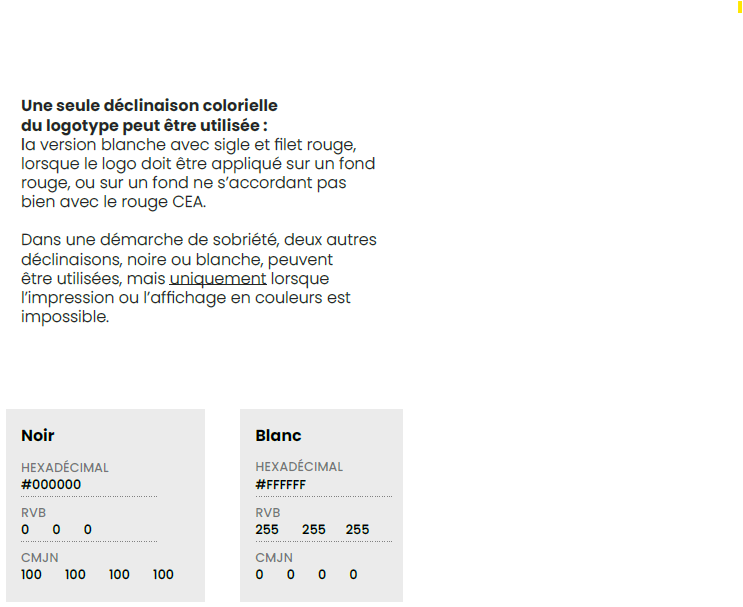 Une seule déclinaison colorielle
du logotype peut être utilisée :
la version blanche avec sigle et filet rouge,
lorsque le logo doit être appliqué sur un fond
rouge, ou sur un fond ne s’accordant pas
bien avec le rouge CEA.
Dans une démarche de sobriété, deux autres
déclinaisons, noire ou blanche, peuvent
être utilisées, mais uniquement lorsque
l’impression ou l’affichage en couleurs est
impossible.
Noir
HEXADÉCIMAL
#000000
RVB
0 0 0
CMJN
100 100 100 100
Blanc
HEXADÉCIMAL
#FFFFFF
RVB
255 255 255
CMJN
0 0 0 0